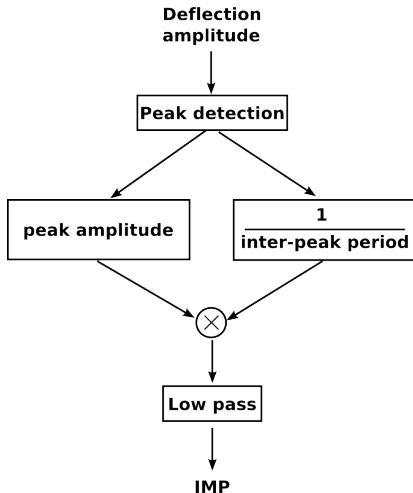 Deflection
amplitude
Peak detection
peak amplitude
1
inter-peak period
Low pass
IMP